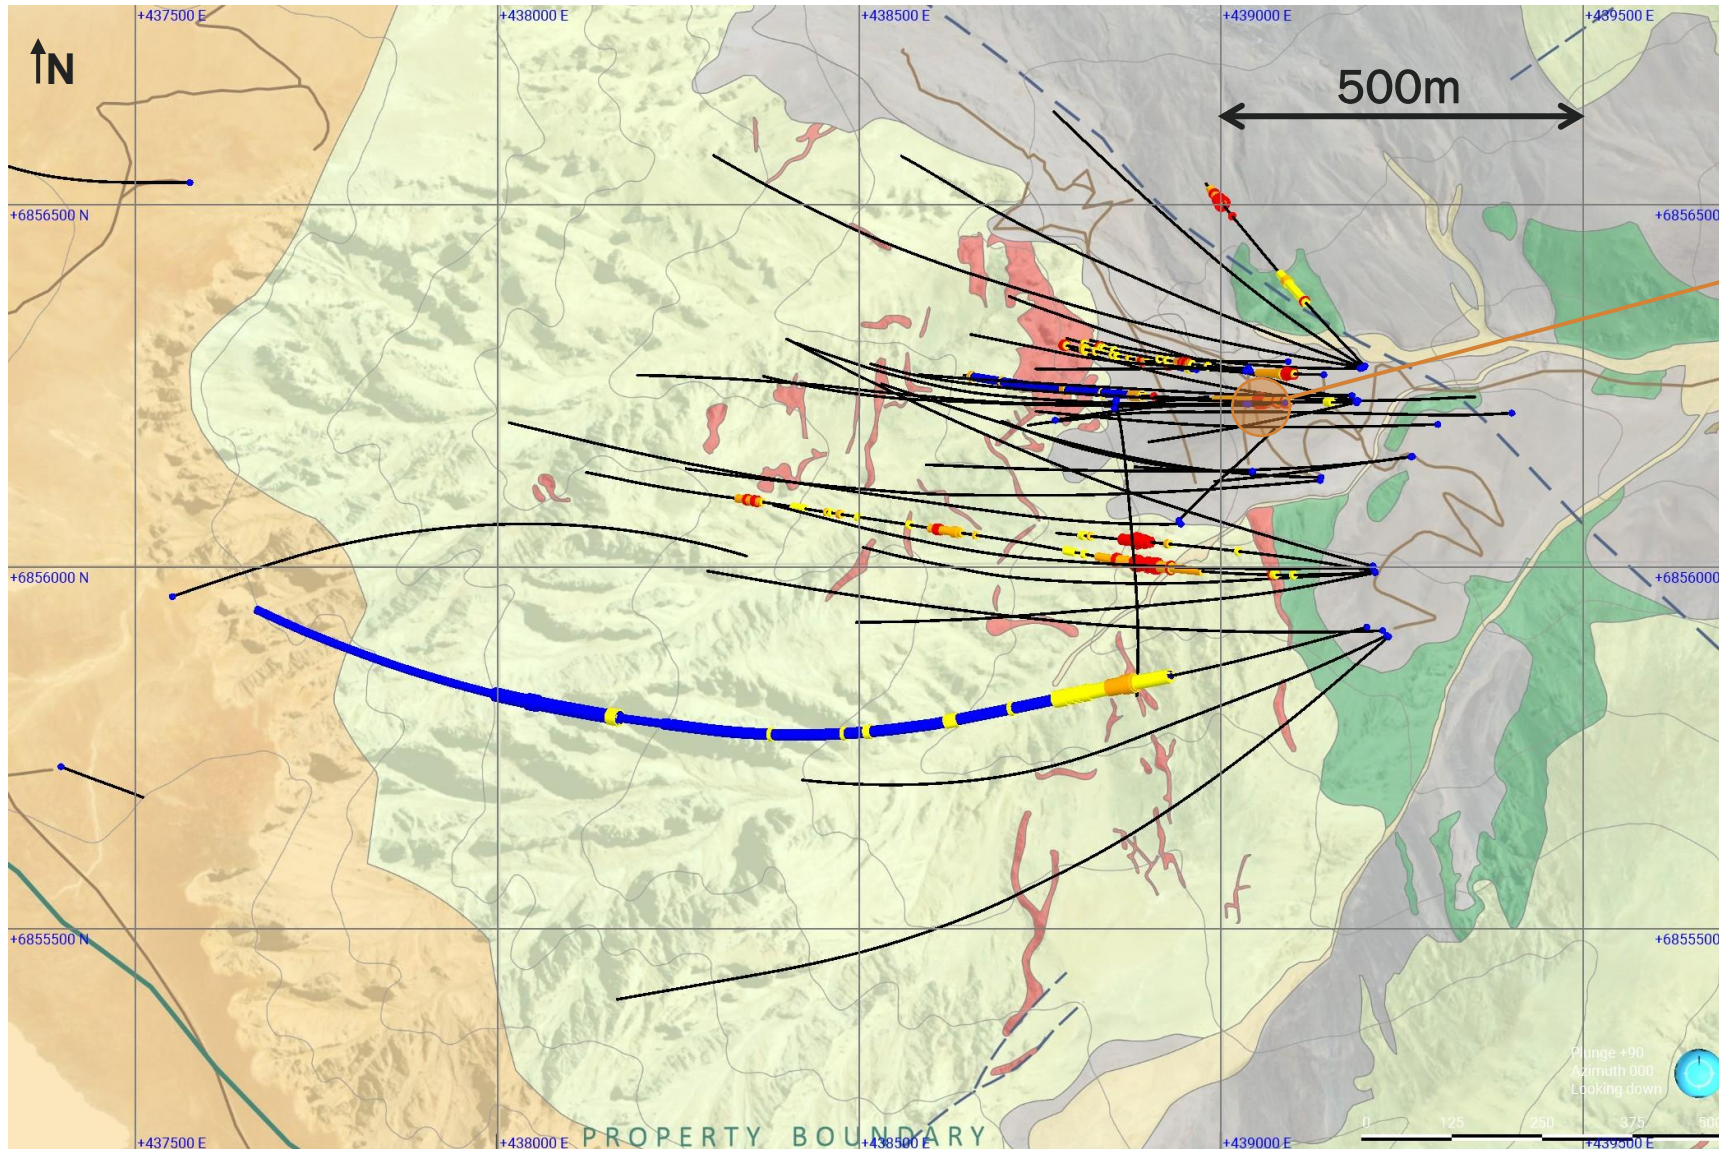 +437500 E
+438000 E
+438500 E
+439000 E
+439500 E
N
500m
+6856500 N
+6856500
+6856000 N
+6856000
+6855500 N
+6855500
Plunge +90
Azimuth 000
Looking down
0 125 250 375 500
+437500 E
+438000 E
PROPERTY BOUNDARY
+438500 E
+439000 E
+439500 E